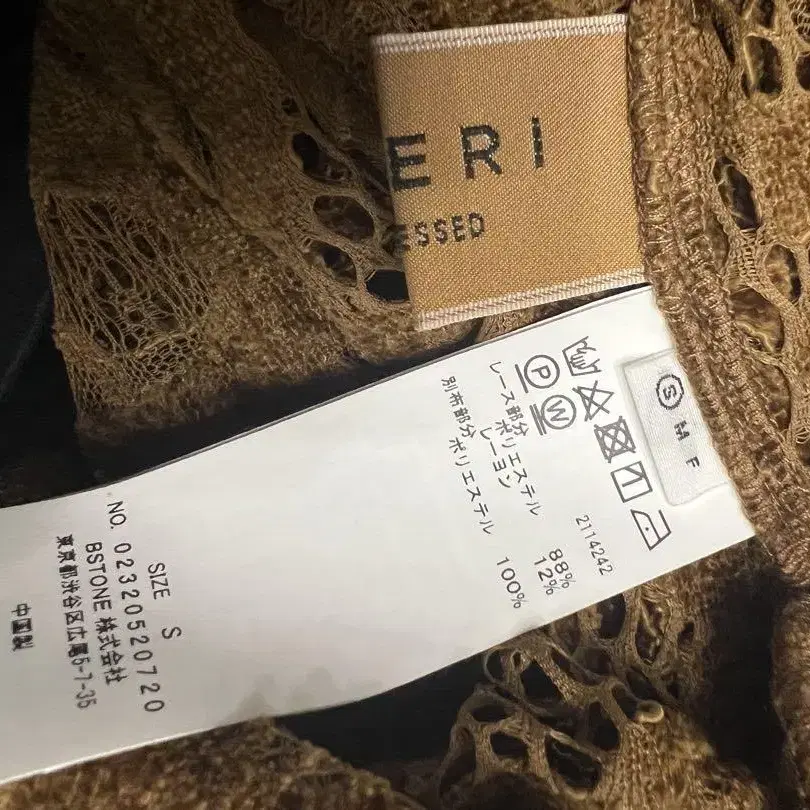 ERI
ESSED
S M F
2114242
レース部分
ポリエステル 88%
レーヨン 12%
別布部分
ポリエステル 100%
P W
SIZE S
NO. 02320520720
BSTONE 株式会社
東京都渋谷区広尾5-7-35
中国製